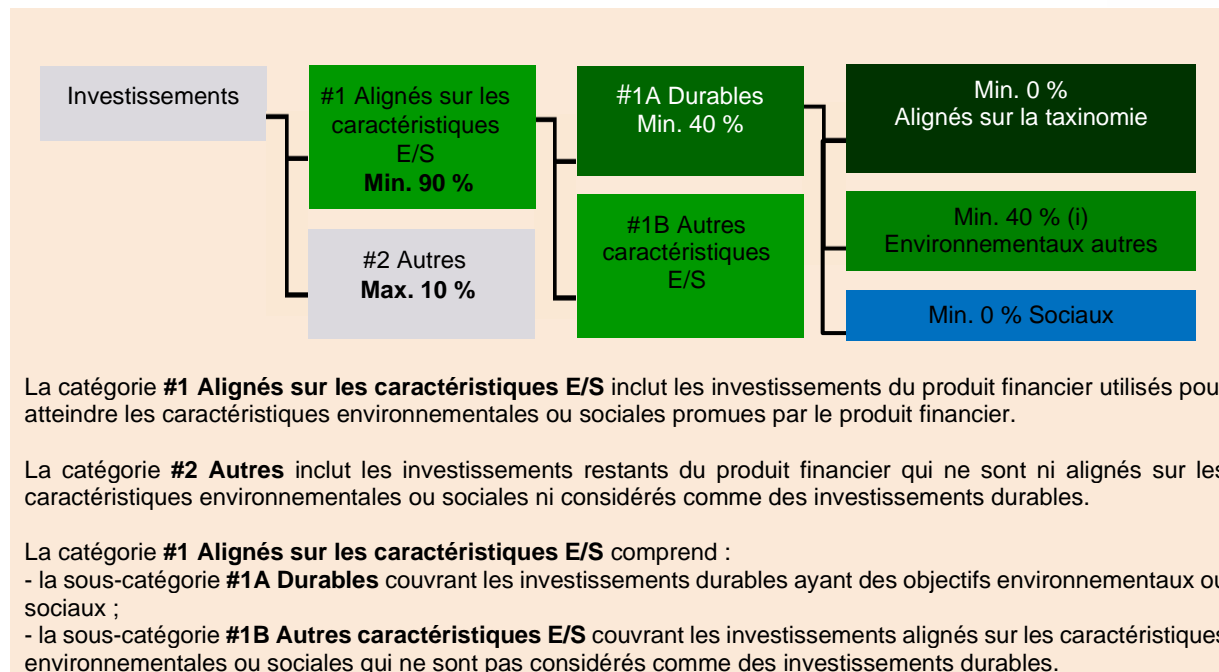 Investissements
#1 Alignés sur les
caractéristiques
E/S
Min. 90 %
#2 Autres
Max. 10 %
#1A Durables
Min. 40 %
#1B Autres
caractéristiques
E/S
Min. 0 %
Alignés sur la taxinomie
Min. 40 % (i)
Environnementaux autres
Min. 0 % Sociaux
La catégorie #1 Alignés sur les caractéristiques E/S inclut les investissements du produit financier utilisés pou
atteindre les caractéristiques environnementales ou sociales promues par le produit financier.
La catégorie #2 Autres inclut les investissements restants du produit financier qui ne sont ni alignés sur les
caractéristiques environnementales ou sociales ni considérés comme des investissements durables.
La catégorie #1 Alignés sur les caractéristiques E/S comprend :
- la sous-catégorie #1A Durables couvrant les investissements durables ayant des objectifs environnementaux ou
sociaux ;
- la sous-catégorie #1B Autres caractéristiques E/S couvrant les investissements alignés sur les caractéristiques
environnementales ou sociales qui ne sont pas considérés comme des investissements durables.